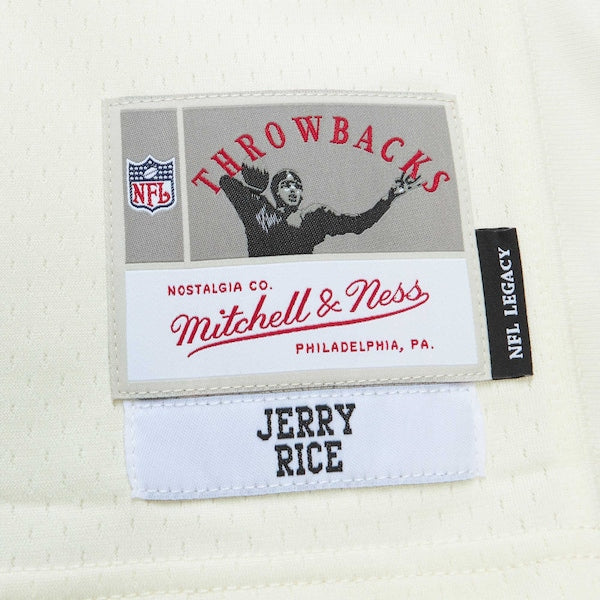 THROWBACKS
NFL
NOSTALGIA CO.
Mitchell & Ness
PHILADELPHIA, PA.
NFL LEGACY
JERRY
RICE